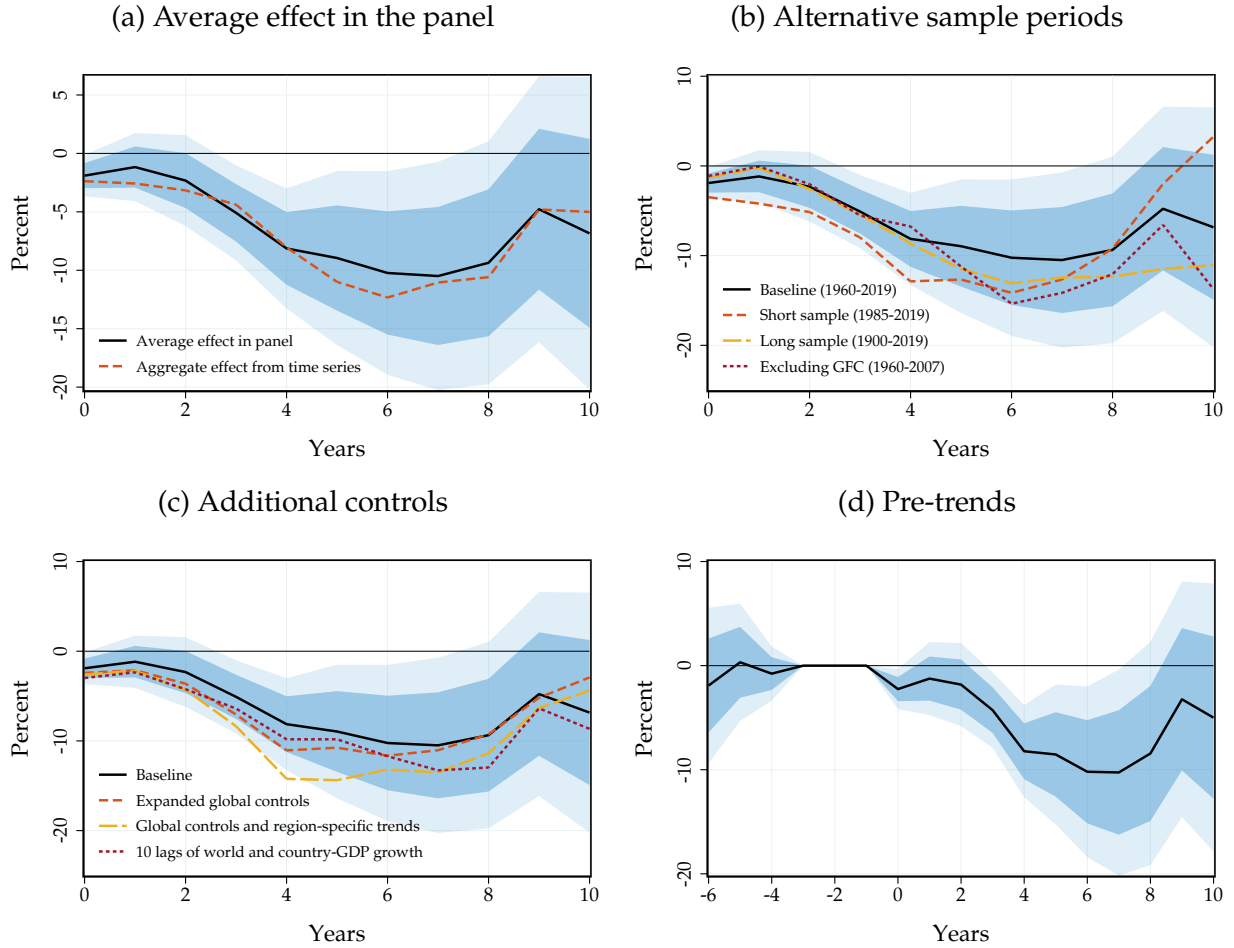 (a) Average effect in the panel
Percent
5
0
-5
-10
-15
-20
Average effect in panel
Aggregate effect from time series
0 2 4 6 8 10
Years
(b) Alternative sample periods
Percent
10
0
-10
-20
Baseline (1960-2019)
Short sample (1985-2019)
Long sample (1900-2019)
Excluding GFC (1960-2007)
0 2 4 6 8 10
Years
(c) Additional controls
Percent
10
0
-10
-20
Baseline
Expanded global controls
Global controls and region-specific trends
10 lags of world and country-GDP growth
0 2 4 6 8 10
Years
(d) Pre-trends
Percent
10
0
-10
-20
-6 -4 -2 0 2 4 6 8 10
Years